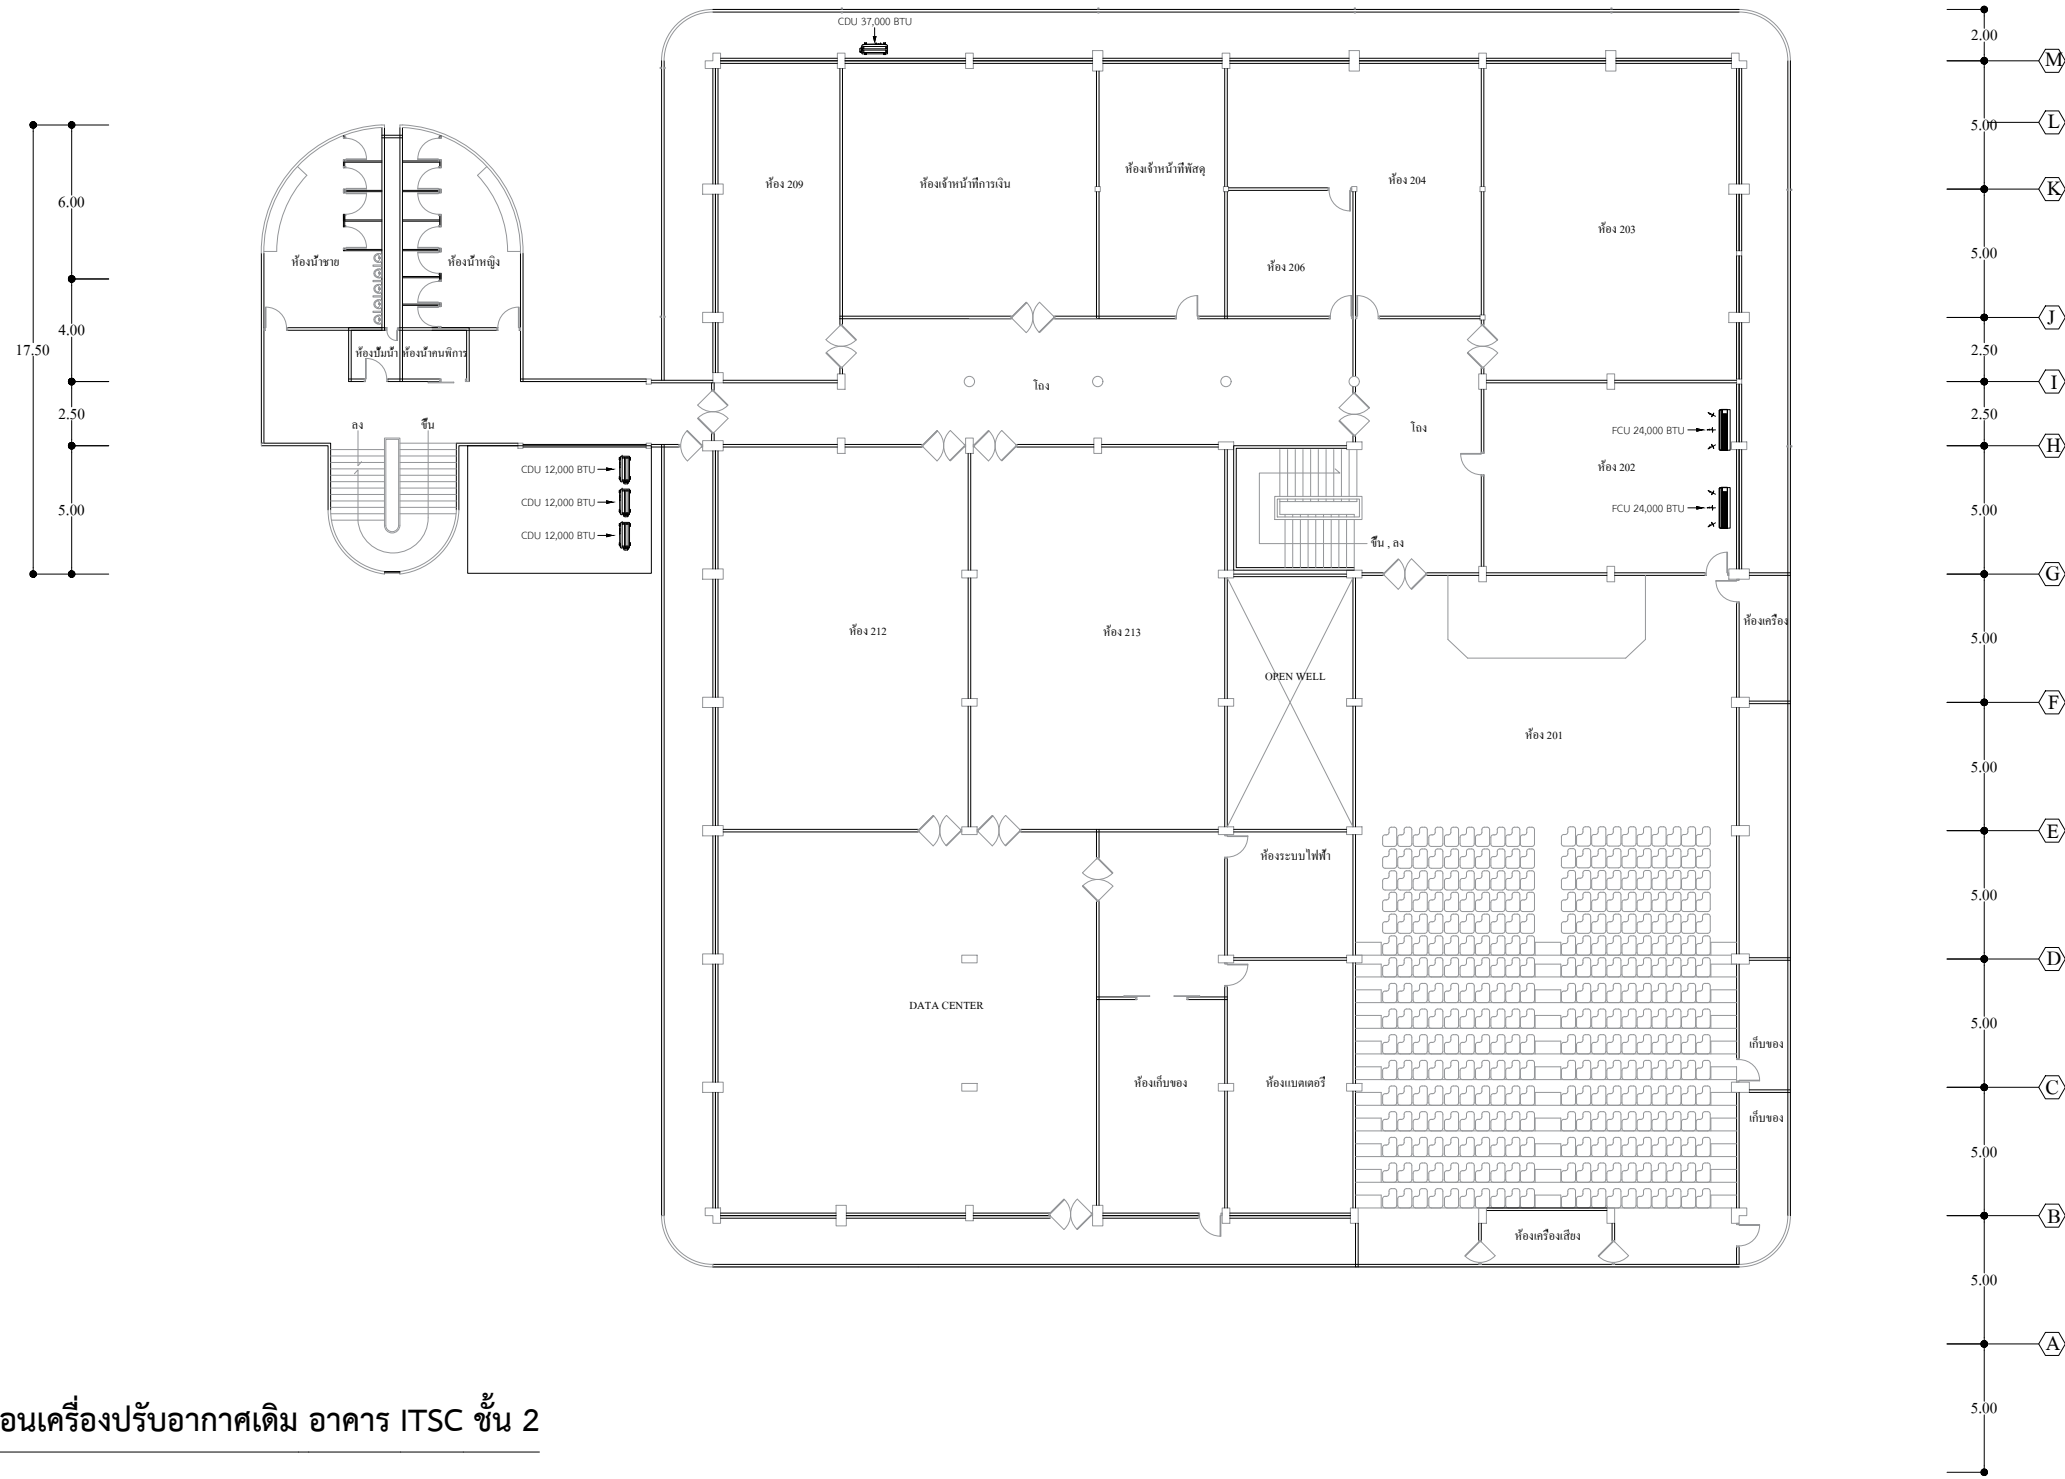 CDU 37,000 BTU
2.00
M
L
5.00
ห้อง 209
ห้องเจ้าหน้าที่การเงิน
ห้องเจ้าหน้าที่พัสดุ
ห้อง 204
K
6.00
ห้อง 203
ห้องน้ำชาย
ห้องน้ำหญิง
ห้อง 206
5.00
J
4.00
17.50
ห้องปั๊มน้ำ
ห้องน้ำคนพิการ
2.50
โถง
I
2.50
ลง
ขึ้น
โถง
FCU 24,000 BTU
2.50
H
CDU 12,000 BTU
ห้อง 202
CDU 12,000 BTU
5.00
FCU 24,000 BTU
5.00
CDU 12,000 BTU
ขึ้น , ลง
G
ห้อง 212
ห้อง 213
ห้องเครื่อง
5.00
OPEN WELL
F
ห้อง 201
5.00
E
ห้องระบบไฟฟ้า
5.00
D
DATA CENTER
5.00
เก็บของ
ห้องเก็บของ
ห้องแบตเตอรี่
C
เก็บของ
5.00
B
ห้องเครื่องเสียง
5.00
A
5.00
อนเครื่องปรับอากาศเดิม อาคาร ITSC ชั้น 2